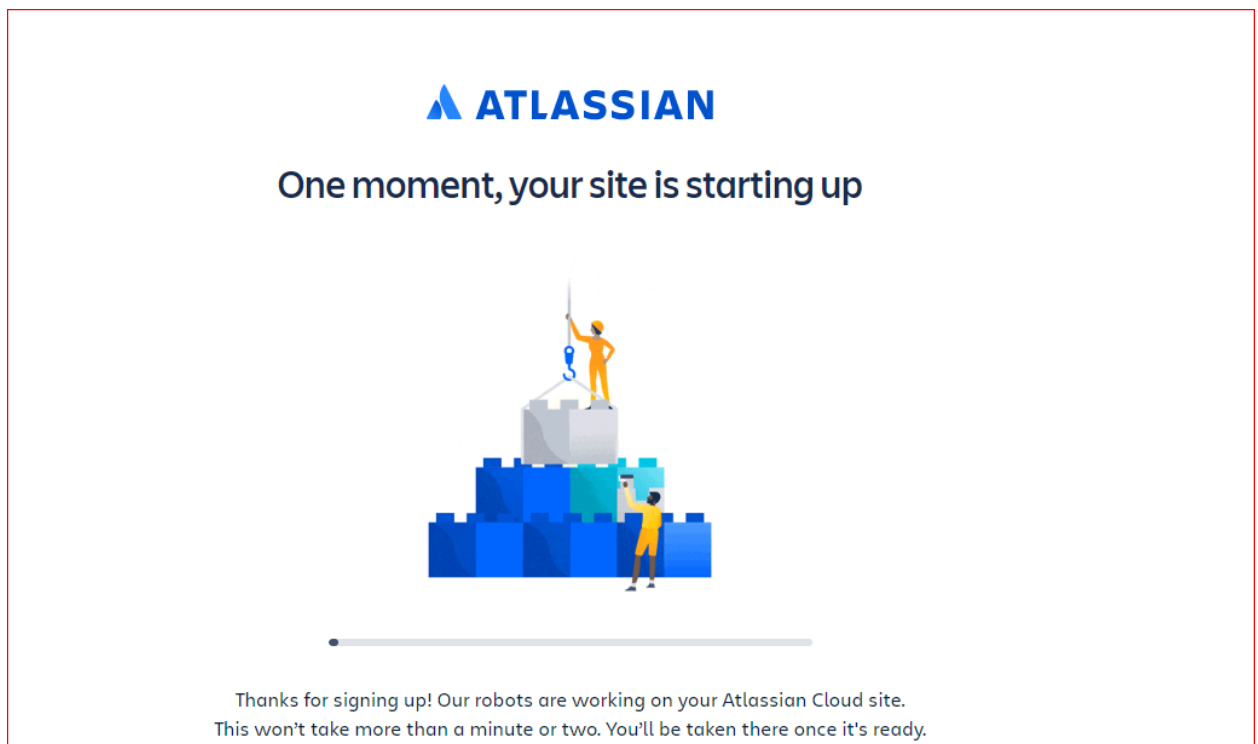 ATLASSIAN
One moment, your site is starting up
Thanks for signing up! Our robots are working on your Atlassian Cloud site.
This won’t take more than a minute or two. You’ll be taken there once it's ready.